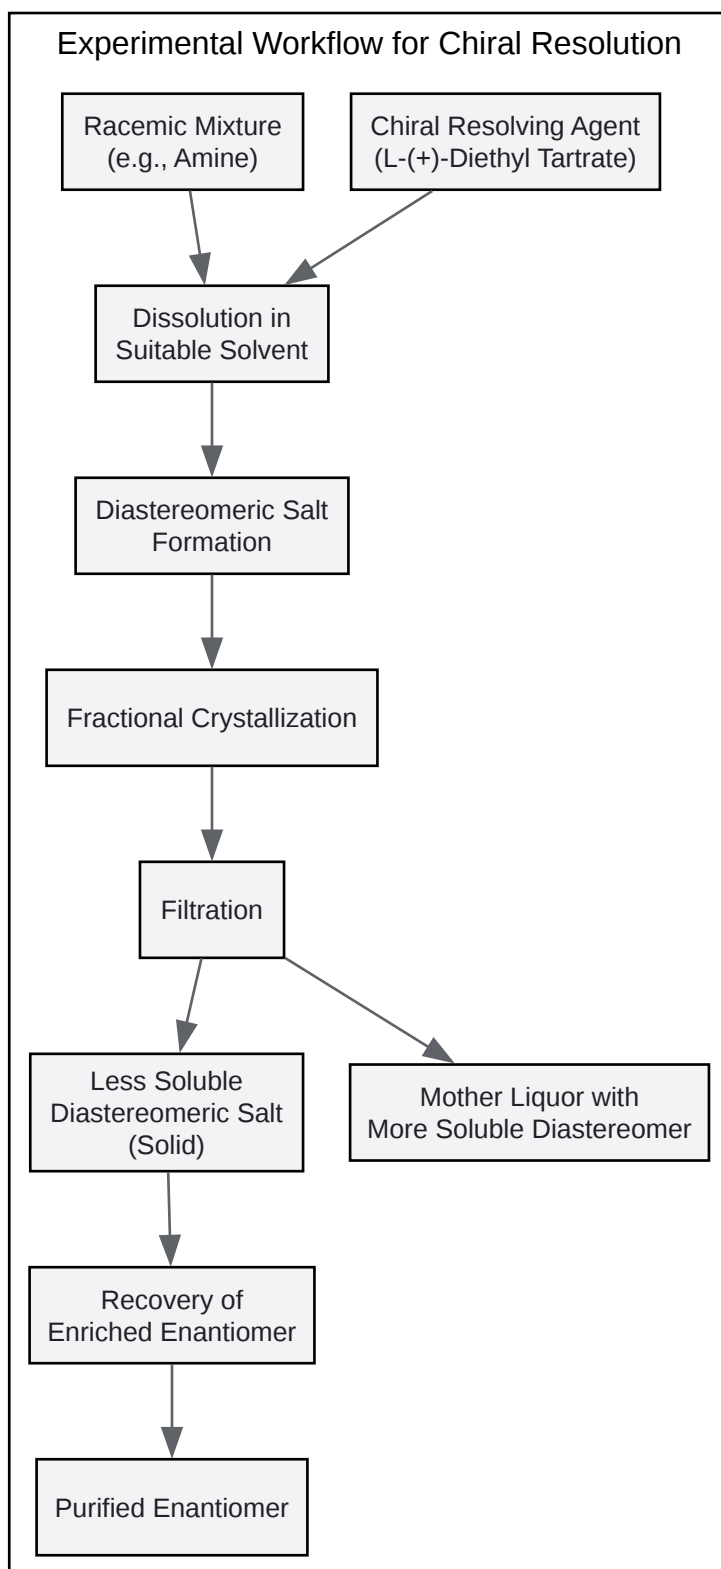 Experimental Workflow for Chiral Resolution
Racemic Mixture
(e.g., Amine)
Chiral Resolving Agent
(L-(+)-Diethyl Tartrate)
Dissolution in
Suitable Solvent
Diastereomeric Salt
Formation
Fractional Crystallization
Filtration
Less Soluble
Diastereomeric Salt
(Solid)
Mother Liquor with
More Soluble Diastereomer
Recovery of
Enriched Enantiomer
Purified Enantiomer